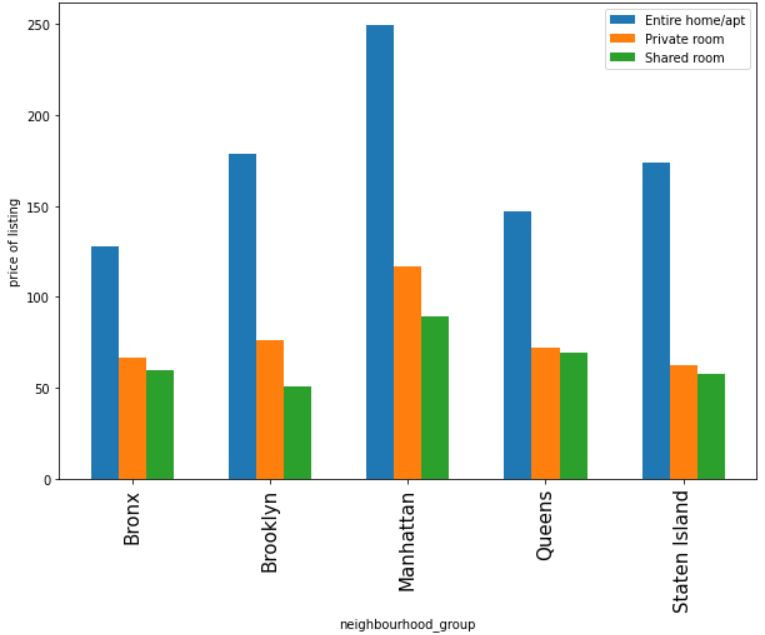 250
200
150
100
50
0
price of listing
Entire home/apt
Private room
Shared room
Bronx
Brooklyn
Manhattan
Queens
Staten Island
neighbourhood_group